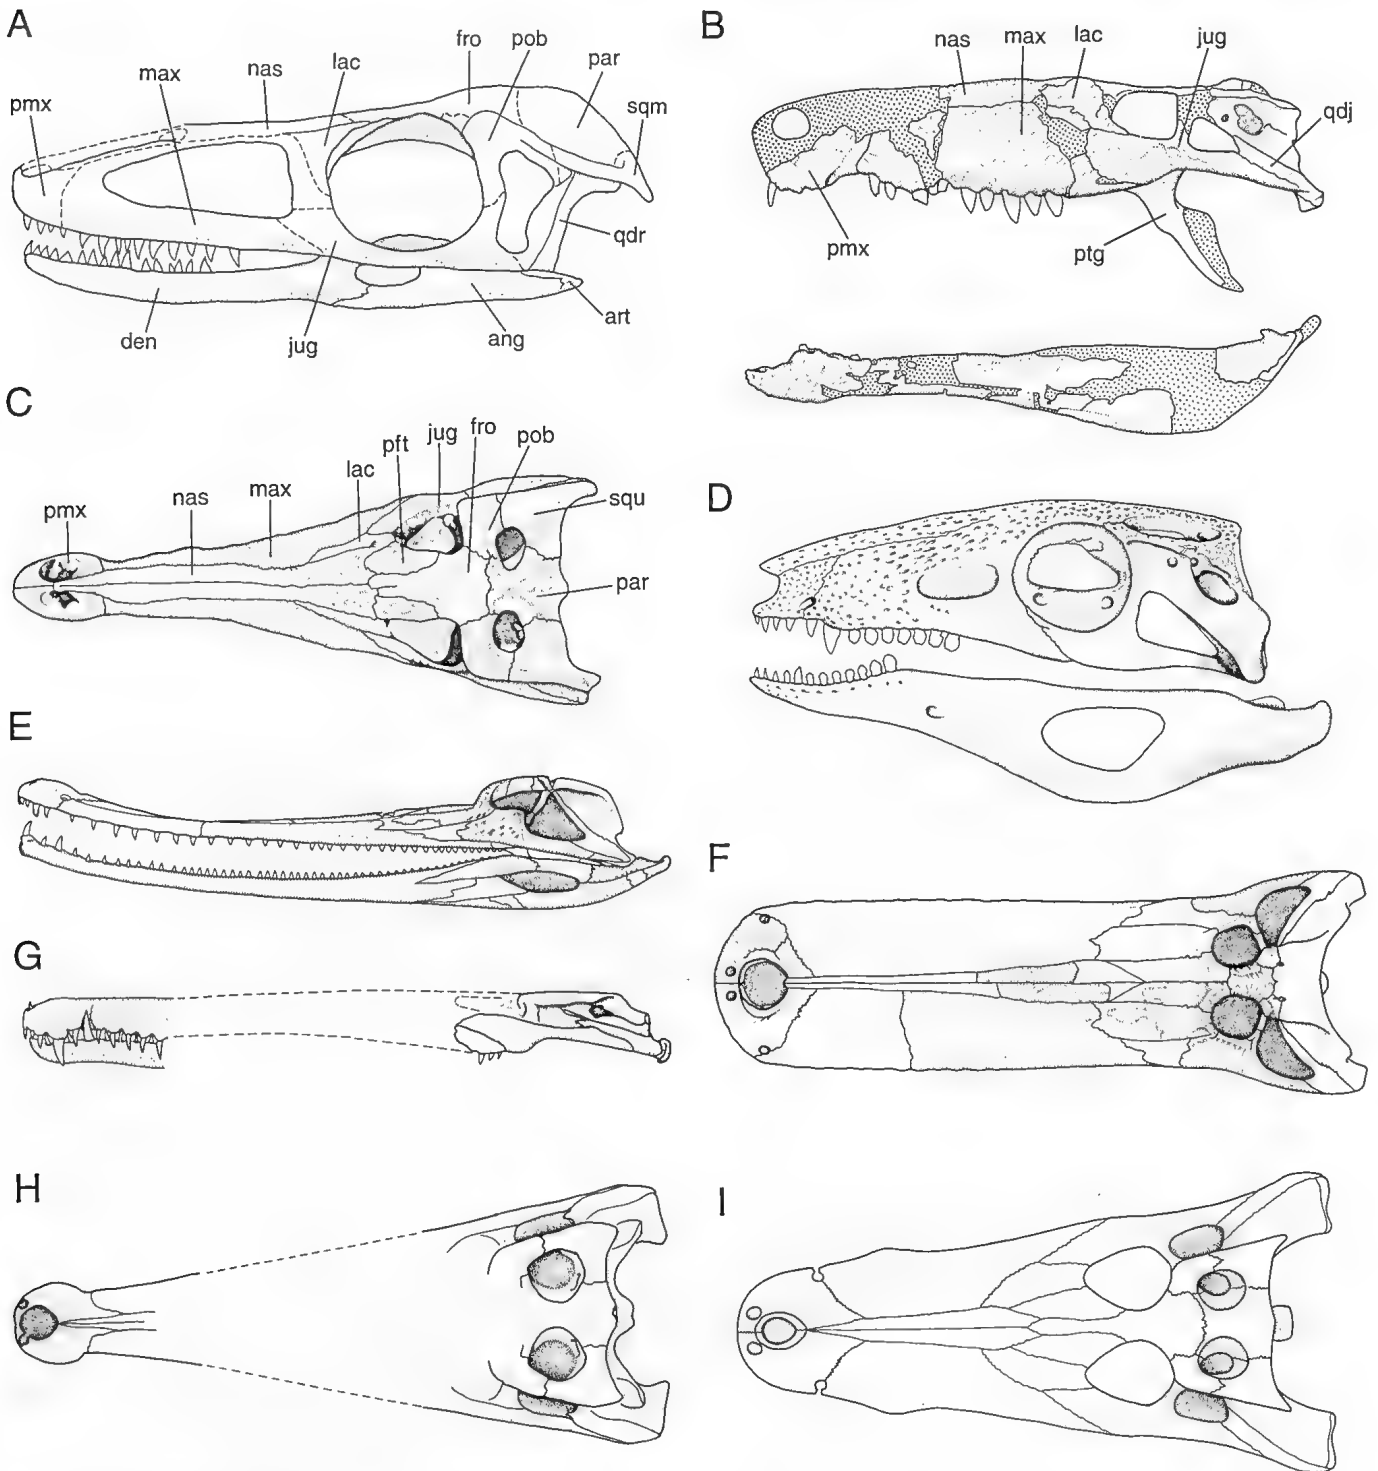 A
pmx
max
nas
lac
fro
pob
par
sqm
qdr
art
ang
jug
den
B
nas
max
lac
jug
qdj
pmx
ptg
C
pmx
nas
max
lac
pft
jug
fro
pob
squ
par
D
E
F
G
H
I